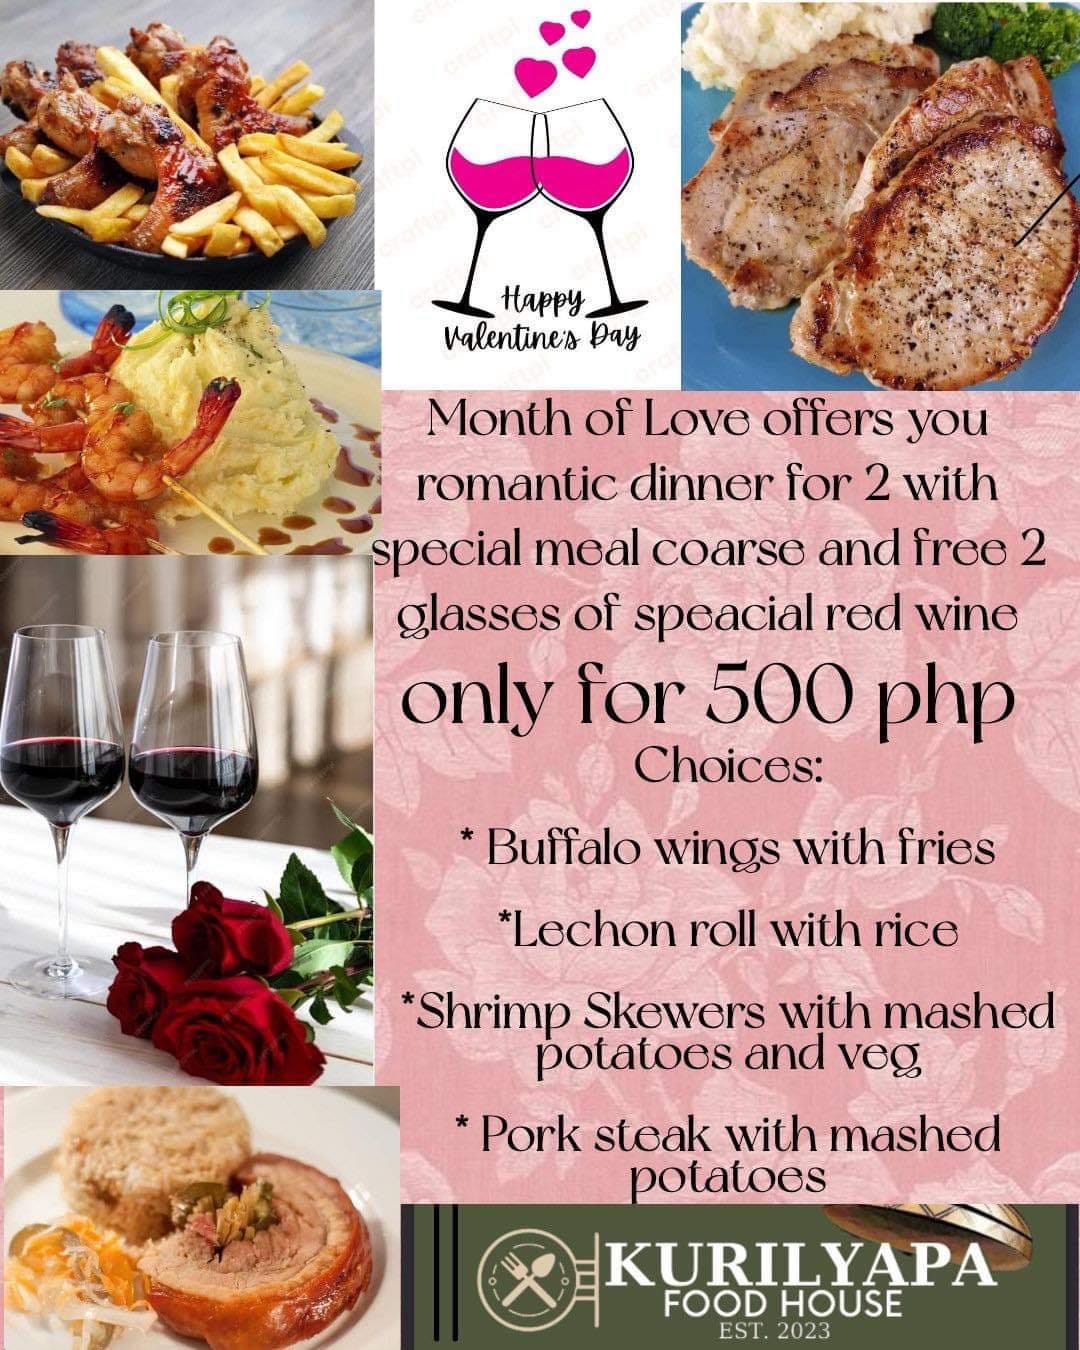 Happy
Valentine's Day
Month of Love offers you
romantic dinner for 2 with
special meal coarse and free 2
glasses of speacial red wine
only for 500 php
Choices:
* Buffalo wings with fries
*Lechon roll with rice
*Shrimp Skewers with mashed
potatoes and veg
* Pork steak with mashed
potatoes
KURILYAPA
FOOD HOUSE
EST. 2023